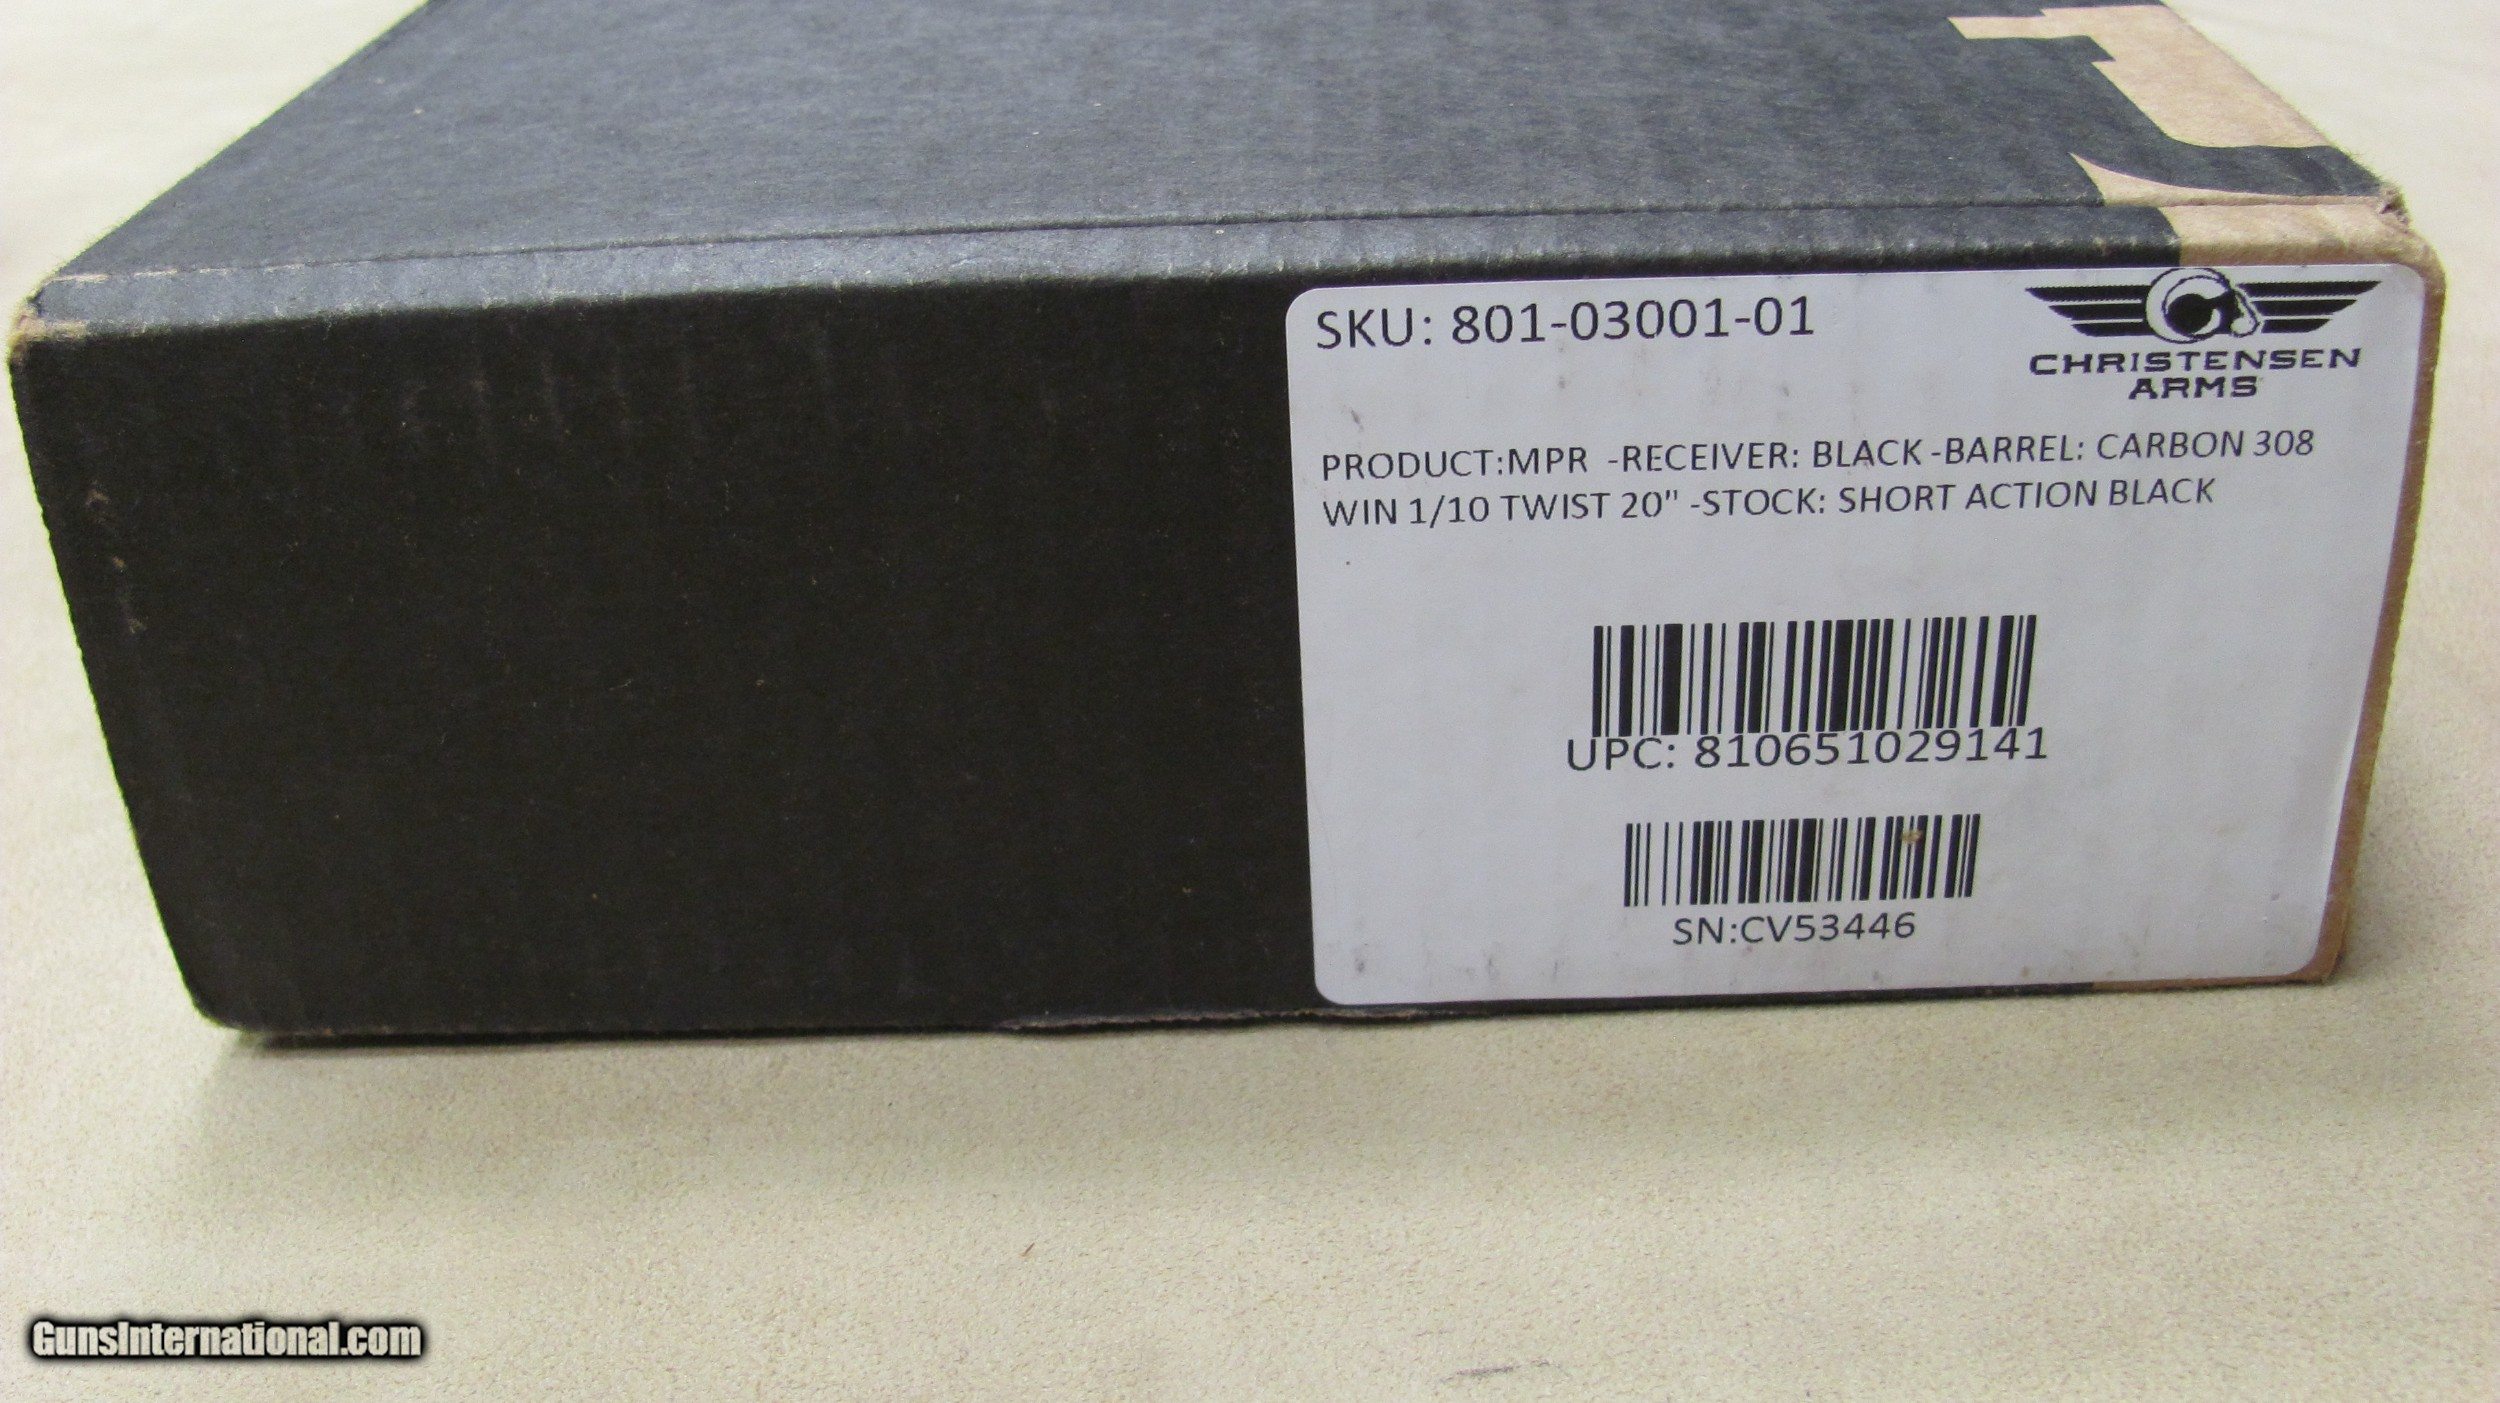 SKU: 801-03001-01
CHRISTENSEN
ARMS
PRODUCT:MPR -RECEIVER: BLACK -BARREL: CARBON 308
WIN 1/10 TWIST 20" -STOCK: SHORT ACTION BLACK
UPC: 810651029141
SN:CV53446
GunsInternational.com